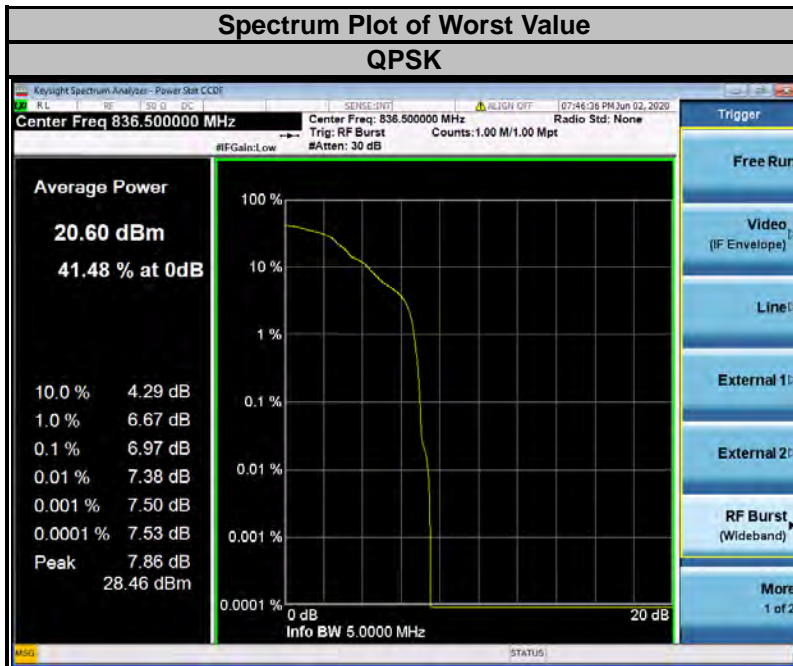 Spectrum Plot of Worst Value
QPSK
Keysight Spectrum Analyzer - Power Stat CCDF
RL RF 50 Ω DC SENSE:INT ALIGN OFF 07:46:36 PM Jun 02, 2020
Center Freq 836.500000 MHz
Center Freq: 836.500000 MHz Radio Std: None
Trig: RF Burst Counts:1.00 M/1.00 Mpt
#IFGain:Low #Atten: 30 dB
Trigger
Free Run
Video
(IF Envelope)
Line
External 1
External 2
RF Burst
(Wideband)
More
1 of 2
Average Power
20.60 dBm
41.48 % at 0dB
10.0 % 4.29 dB
1.0 % 6.67 dB
0.1 % 6.97 dB
0.01 % 7.38 dB
0.001 % 7.50 dB
0.0001 % 7.53 dB
Peak 7.86 dB
28.46 dBm
100 %
10 %
1 %
0.1 %
0.01 %
0.001 %
0.0001 %
0 dB 20 dB
Info BW 5.0000 MHz
MSG STATUS